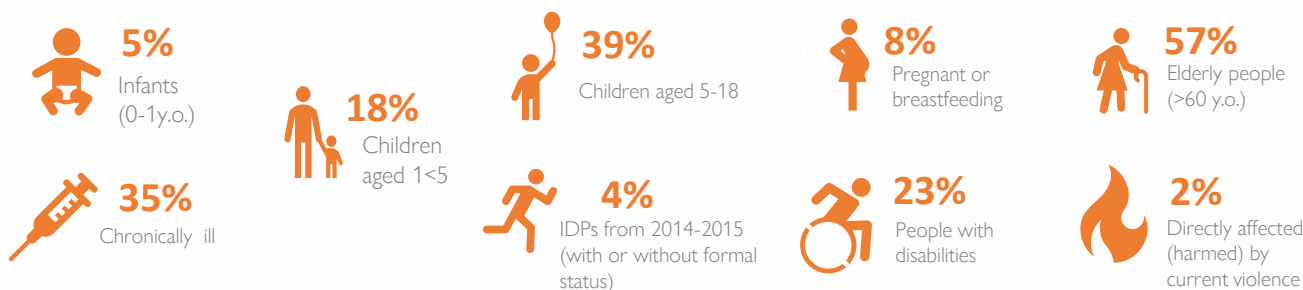 5%
Infants
(0-1y.o.)
18%
Children
aged 1<5
39%
Children aged 5-18
8%
Pregnant or
breastfeeding
57%
Elderly people
(>60 y.o.)
35%
Chronically ill
4%
IDPs from 2014-2015
(with or without formal
status)
23%
People with
disabilities
2%
Directly affected
(harmed) by
current violence